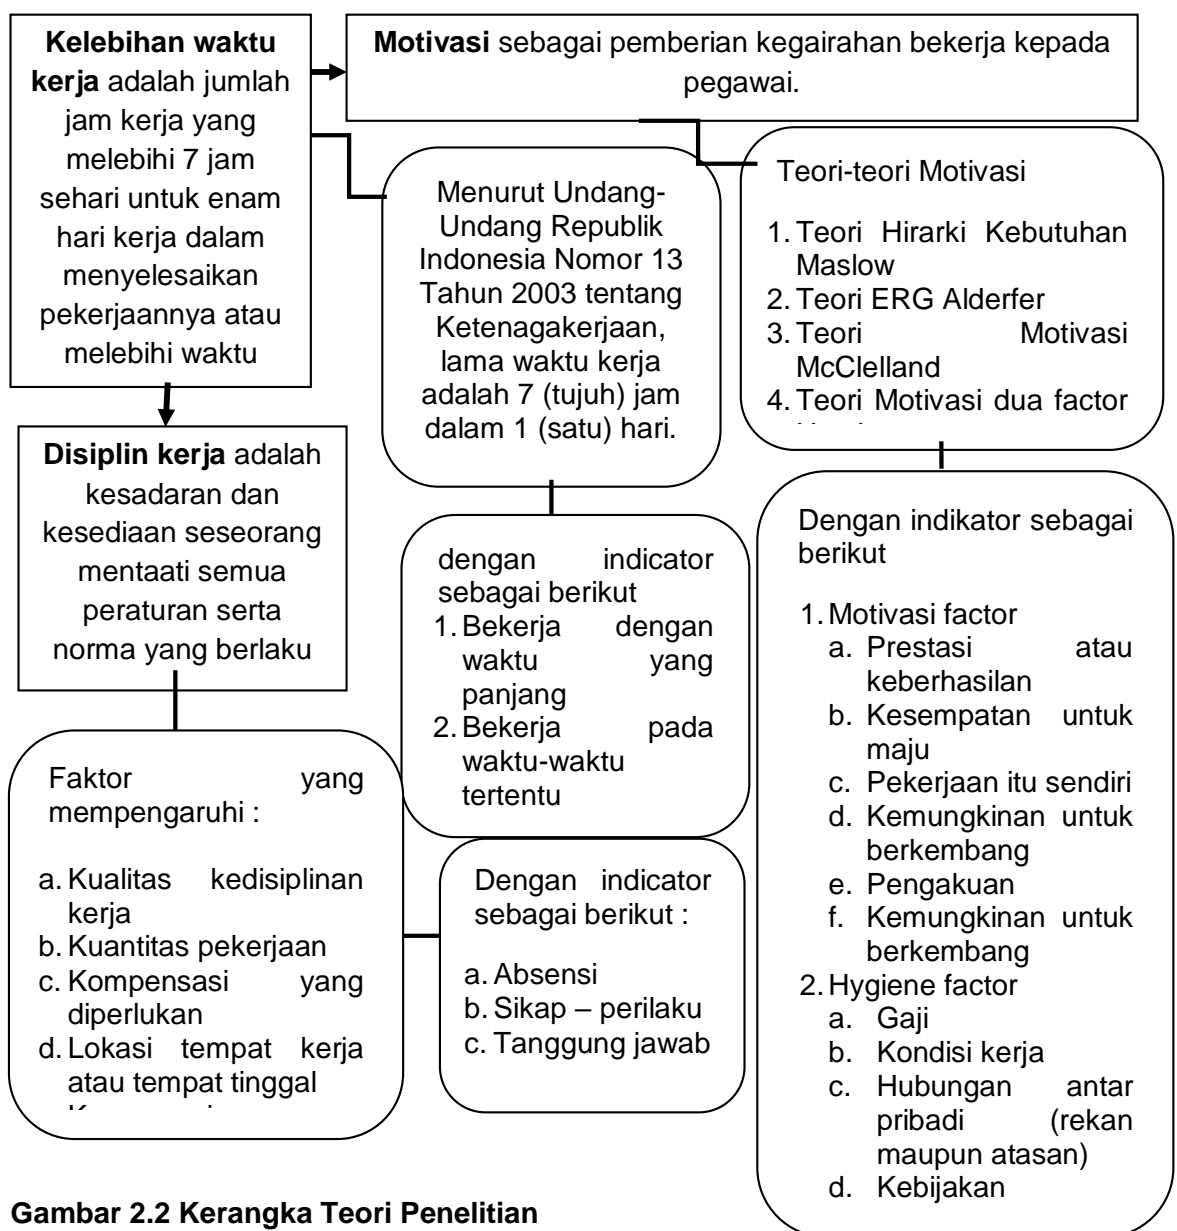 Kelebihan waktu
kerja adalah jumlah
jam kerja yang
melebihi 7 jam
sehari untuk enam
hari kerja dalam
menyelesaikan
pekerjaannya atau
melebihi waktu
Motivasi sebagai pemberian kegairahan bekerja kepada
pegawai.
Menurut Undang-
Undang Republik
Indonesia Nomor 13
Tahun 2003 tentang
Ketenagakerjaan,
lama waktu kerja
adalah 7 (tujuh) jam
dalam 1 (satu) hari.
Teori-teori Motivasi
1. Teori Hirarki Kebutuhan
Maslow
2. Teori ERG Alderfer
3. Teori Motivasi
McClelland
4. Teori Motivasi dua factor
Disiplin kerja adalah
kesadaran dan
kesediaan seseorang
mentaati semua
peraturan serta
norma yang berlaku
dengan indicator
sebagai berikut
1. Bekerja dengan
waktu yang
panjang
2. Bekerja pada
waktu-waktu
tertentu
Dengan indikator sebagai
berikut
1. Motivasi factor
a. Prestasi atau
keberhasilan
b. Kesempatan untuk
maju
c. Pekerjaan itu sendiri
d. Kemungkinan untuk
berkembang
e. Pengakuan
f. Kemungkinan untuk
berkembang
2. Hygiene factor
a. Gaji
b. Kondisi kerja
c. Hubungan antar
pribadi (rekan
maupun atasan)
d. Kebijakan
Faktor yang
mempengaruhi :
a. Kualitas kedisiplinan
kerja
b. Kuantitas pekerjaan
c. Kompensasi yang
diperlukan
d. Lokasi tempat kerja
atau tempat tinggal
Dengan indicator
sebagai berikut :
a. Absensi
b. Sikap – perilaku
c. Tanggung jawab
Gambar 2.2 Kerangka Teori Penelitian